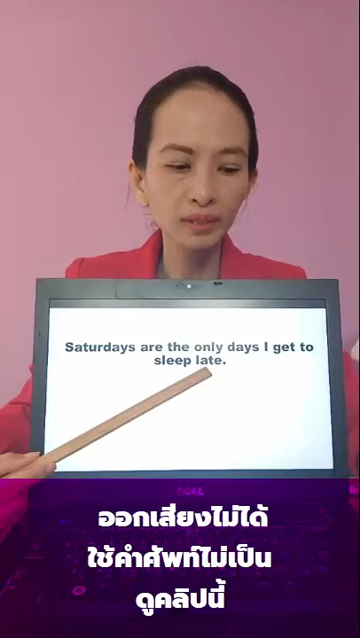 Saturdays are the only days I get to
sleep late.
DELL
ออกเสียงไม่ได้
ใช้คำศัพท์ไม่เป็น
ดูคลิปนี้